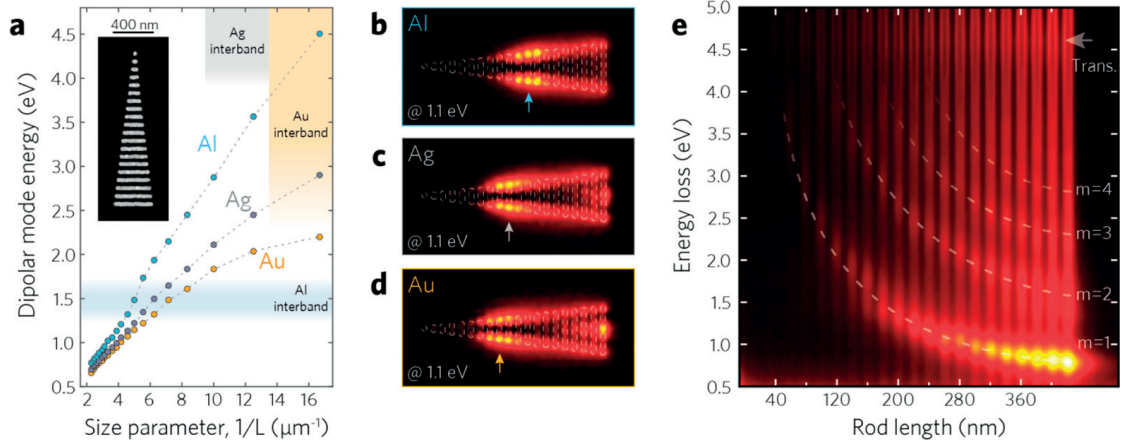 a
400 nm
Dipolar mode energy (eV)
4.5
4.0
3.5
3.0
2.5
2.0
1.5
1.0
0.5
Ag
interband
Au
interband
Al
Ag
Au
Al
interband
2 4 6 8 10 12 14 16
Size parameter, 1/L (μm⁻¹)
b
Al
@ 1.1 eV
c
Ag
@ 1.1 eV
d
Au
@ 1.1 eV
e
Energy loss (eV)
5.0
4.5
4.0
3.5
3.0
2.5
2.0
1.5
1.0
0.5
Trans.
m=4
m=3
m=2
m=1
40 120 200 280 360
Rod length (nm)